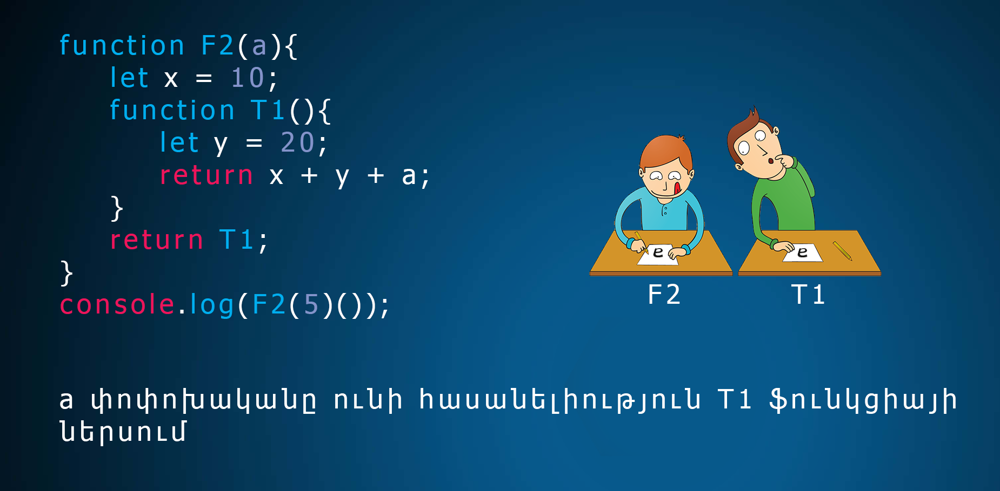 function F2(a){
let x = 10;
function T1(){
let y = 20;
return x + y + a;
}
return T1;
}
console.log(F2(5)());
F2
T1
a փոփոխականը ունի հասանելիություն T1 ֆունկցիայի
ներսում